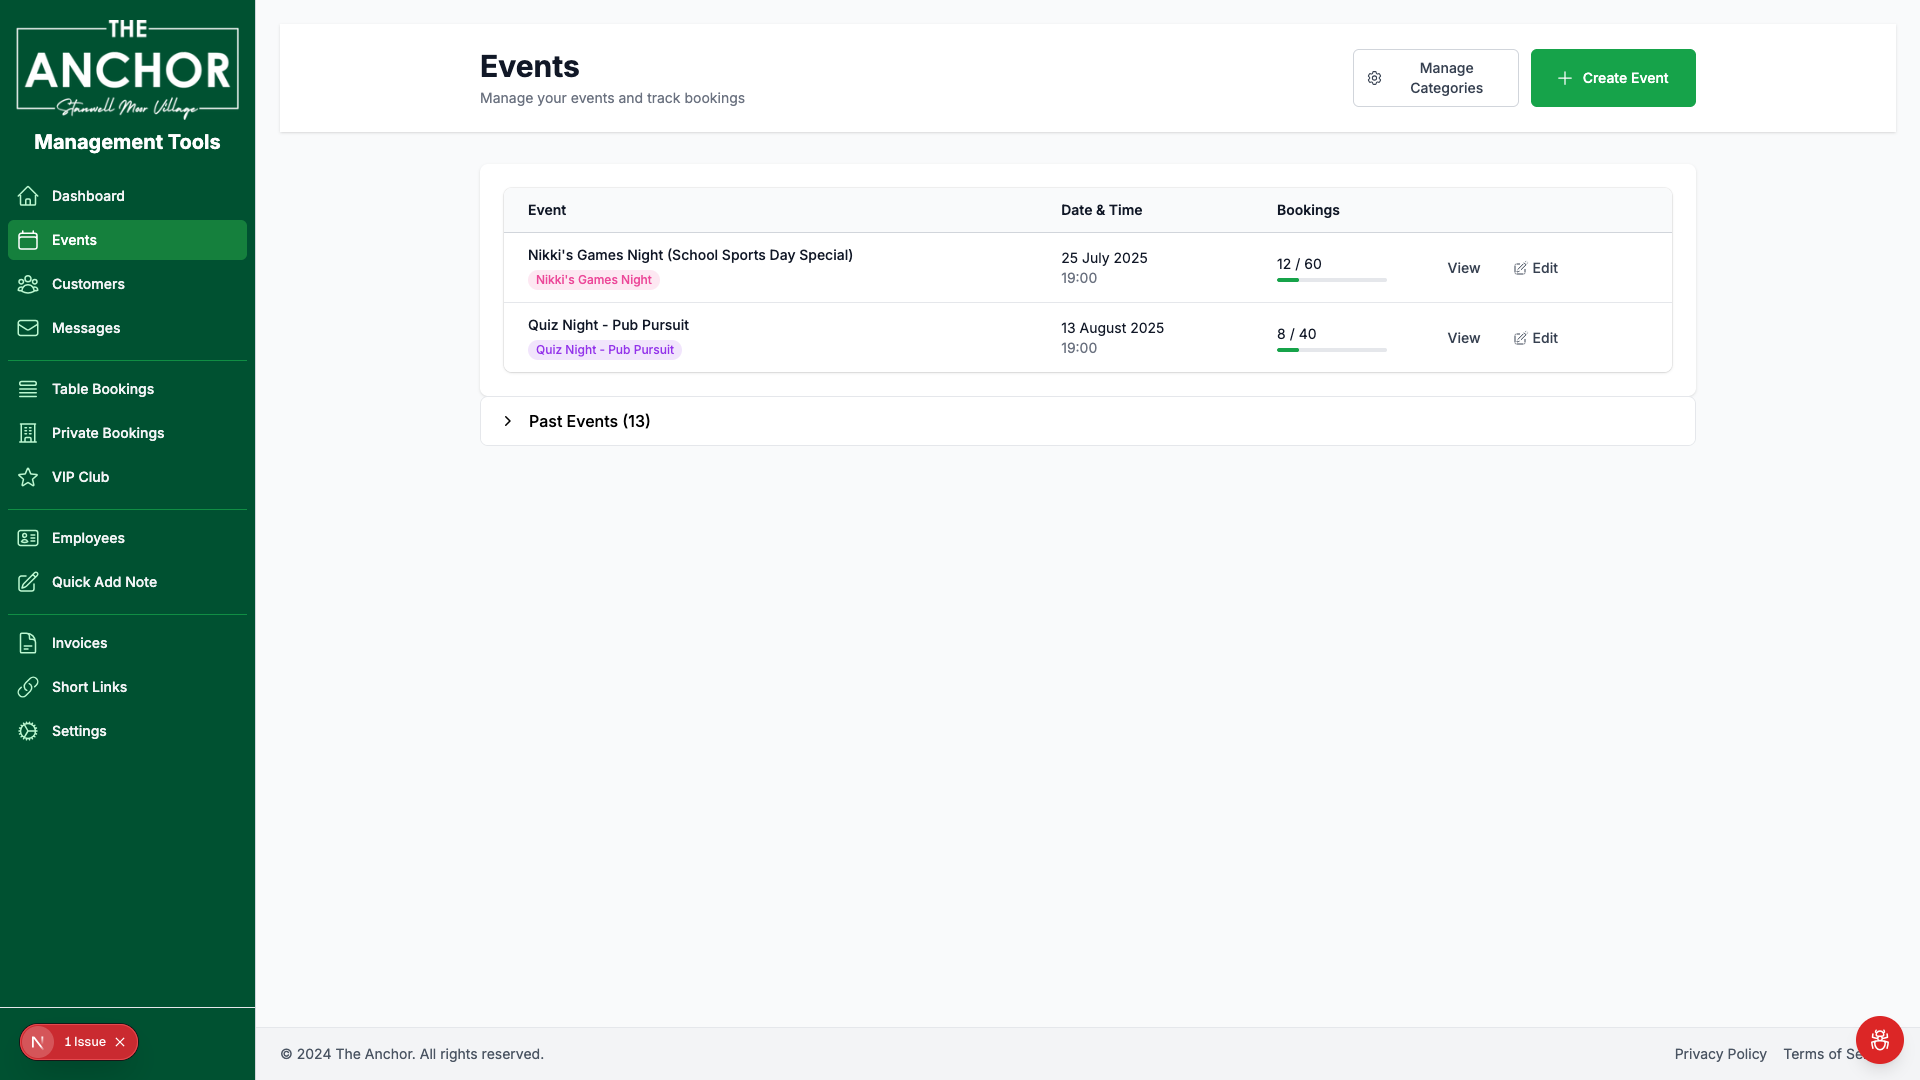 THE
ANCHOR
Stanwell Moor Village
Management Tools
Dashboard
Events
Customers
Messages
Table Bookings
Private Bookings
VIP Club
Employees
Quick Add Note
Invoices
Short Links
Settings
N 1 Issue
Events
Manage your events and track bookings
Manage
Categories
Create Event
Event Date & Time Bookings
Nikki's Games Night (School Sports Day Special)
Nikki's Games Night
25 July 2025
19:00
12 / 60
View Edit
Quiz Night - Pub Pursuit
Quiz Night - Pub Pursuit
13 August 2025
19:00
8 / 40
View Edit
Past Events (13)
© 2024 The Anchor. All rights reserved.
Privacy Policy Terms of